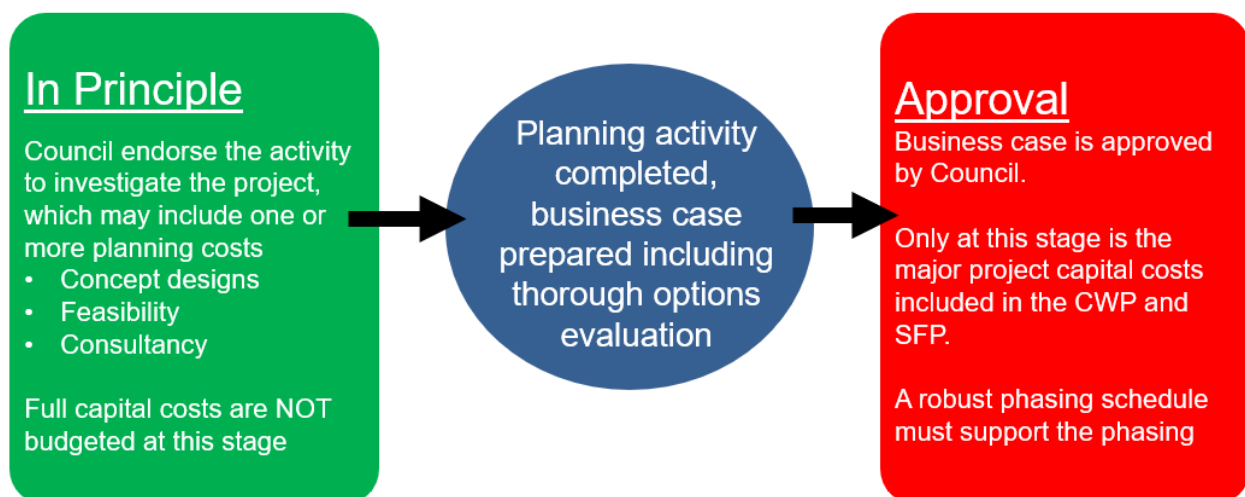 In Principle
Council endorse the activity
to investigate the project,
which may include one or
more planning costs
• Concept designs
• Feasibility
• Consultancy
Full capital costs are NOT
budgeted at this stage
Planning activity
completed,
business case
prepared including
thorough options
evaluation
Approval
Business case is approved
by Council.
Only at this stage is the
major project capital costs
included in the CWP and
SFP.
A robust phasing schedule
must support the phasing